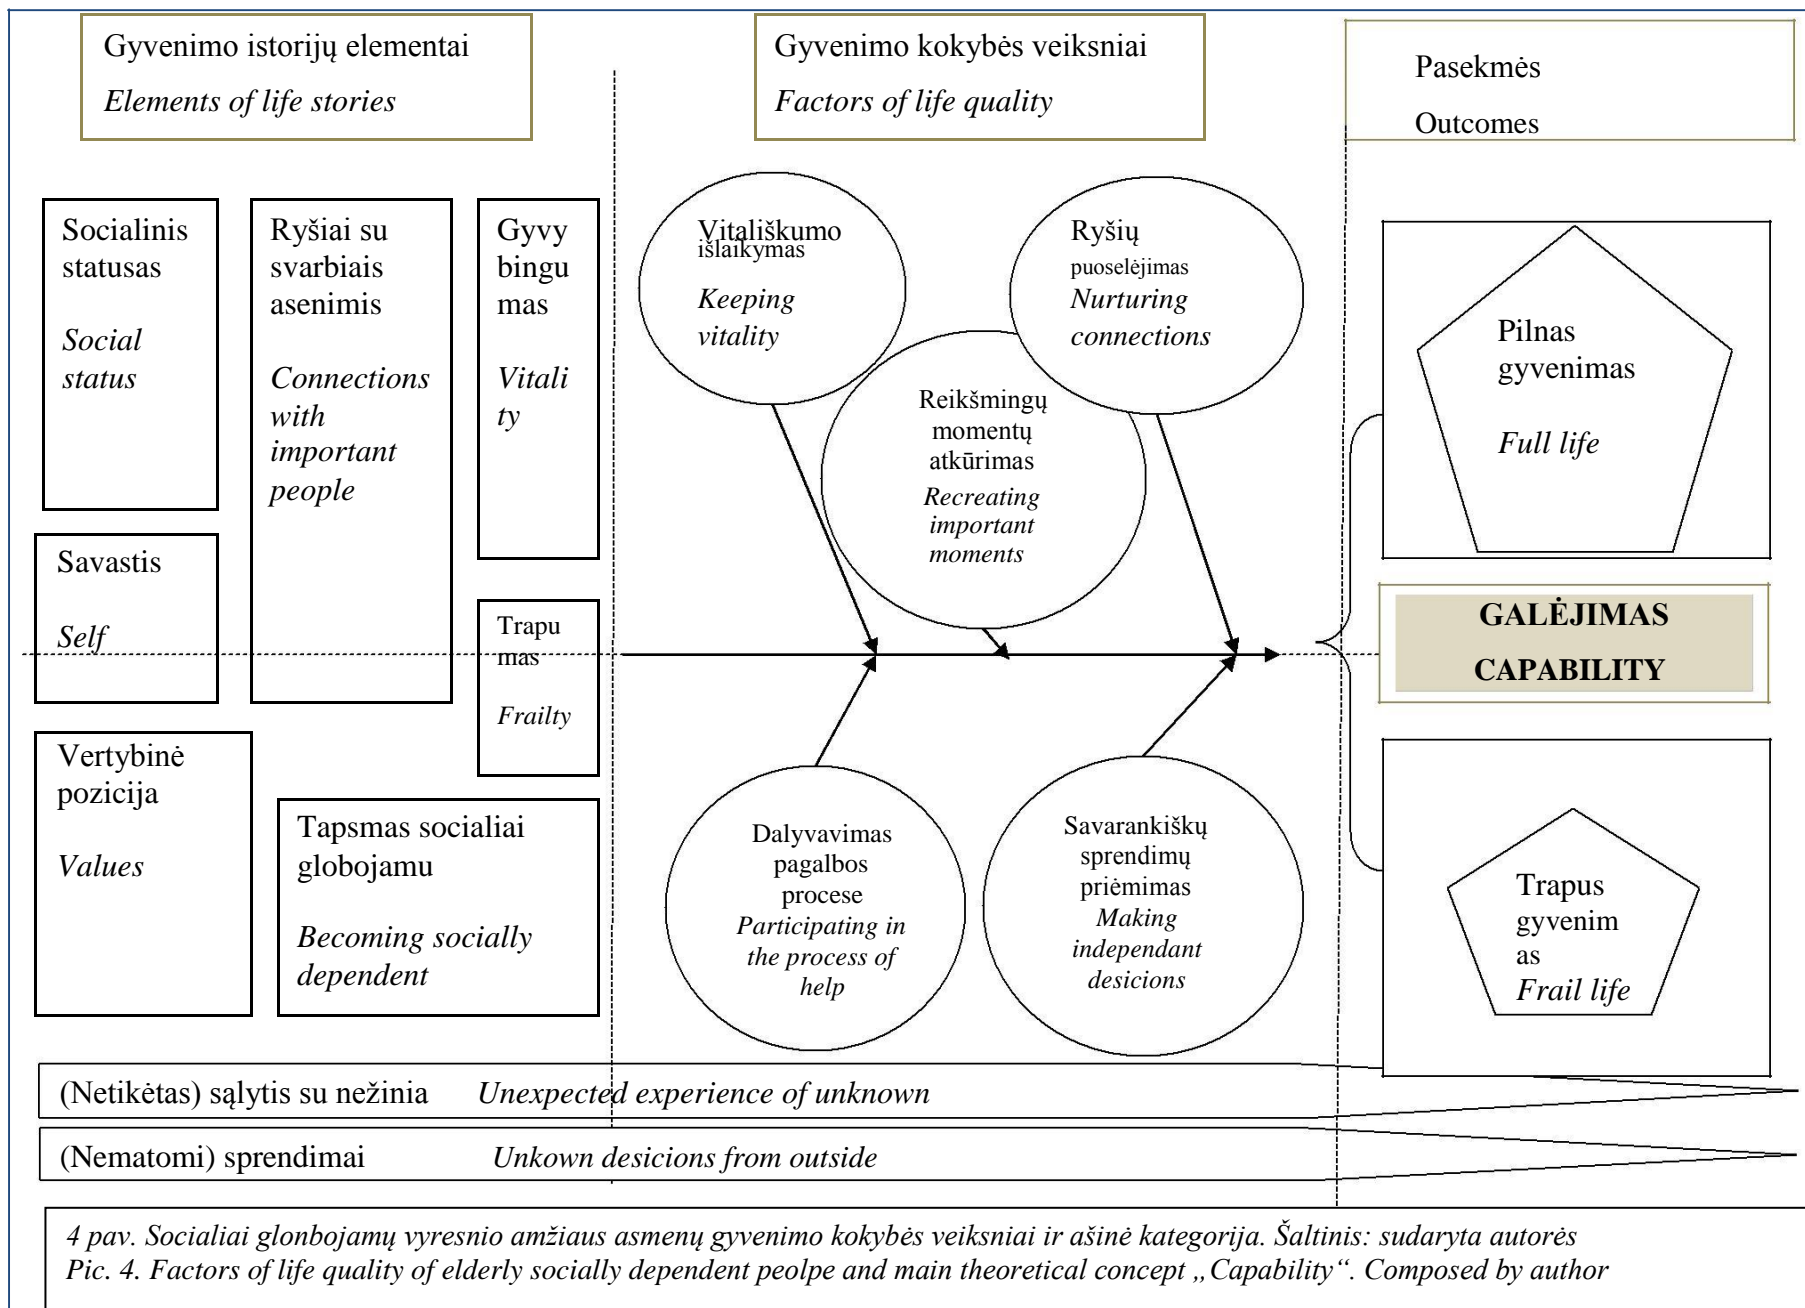 Gyvenimo istorijų elementai
Elements of life stories
Gyvenimo kokybės veiksniai
Factors of life quality
Pasekmės
Outcomes
Socialinis
statusas
Social
status
Ryšiai su
svarbiais
asenimis
Connections
with
important
people
Gyvy
bingu
mas
Vitali
ty
Savastis
Self
Trapu
mas
Frailty
Vertybinė
pozicija
Values
Tapsmas socialiai
globojamu
Becoming socially
dependent
Vitališkumo
išlaikymas
Keeping
vitality
Ryšių
puoselėjimas
Nurturing
connections
Reikšmingų
momentų
atkūrimas
Recreating
important
moments
Dalyvavimas
pagalbos
procese
Participating in
the process of
help
Savarankiškų
sprendimų
priėmimas
Making
independant
desicions
Pilnas
gyvenimas
Full life
GALĖJIMAS
CAPABILITY
Trapus
gyvenim
as
Frail life
(Netikėtas) sąlytis su nežinia Unexpected experience of unknown
(Nematomi) sprendimai Unkown desicions from outside
4 pav. Socialiai glonbojamų vyresnio amžiaus asmenų gyvenimo kokybės veiksniai ir ašinė kategorija. Šaltinis: sudaryta autorės
Pic. 4. Factors of life quality of elderly socially dependent peolpe and main theoretical concept „Capability“. Composed by author